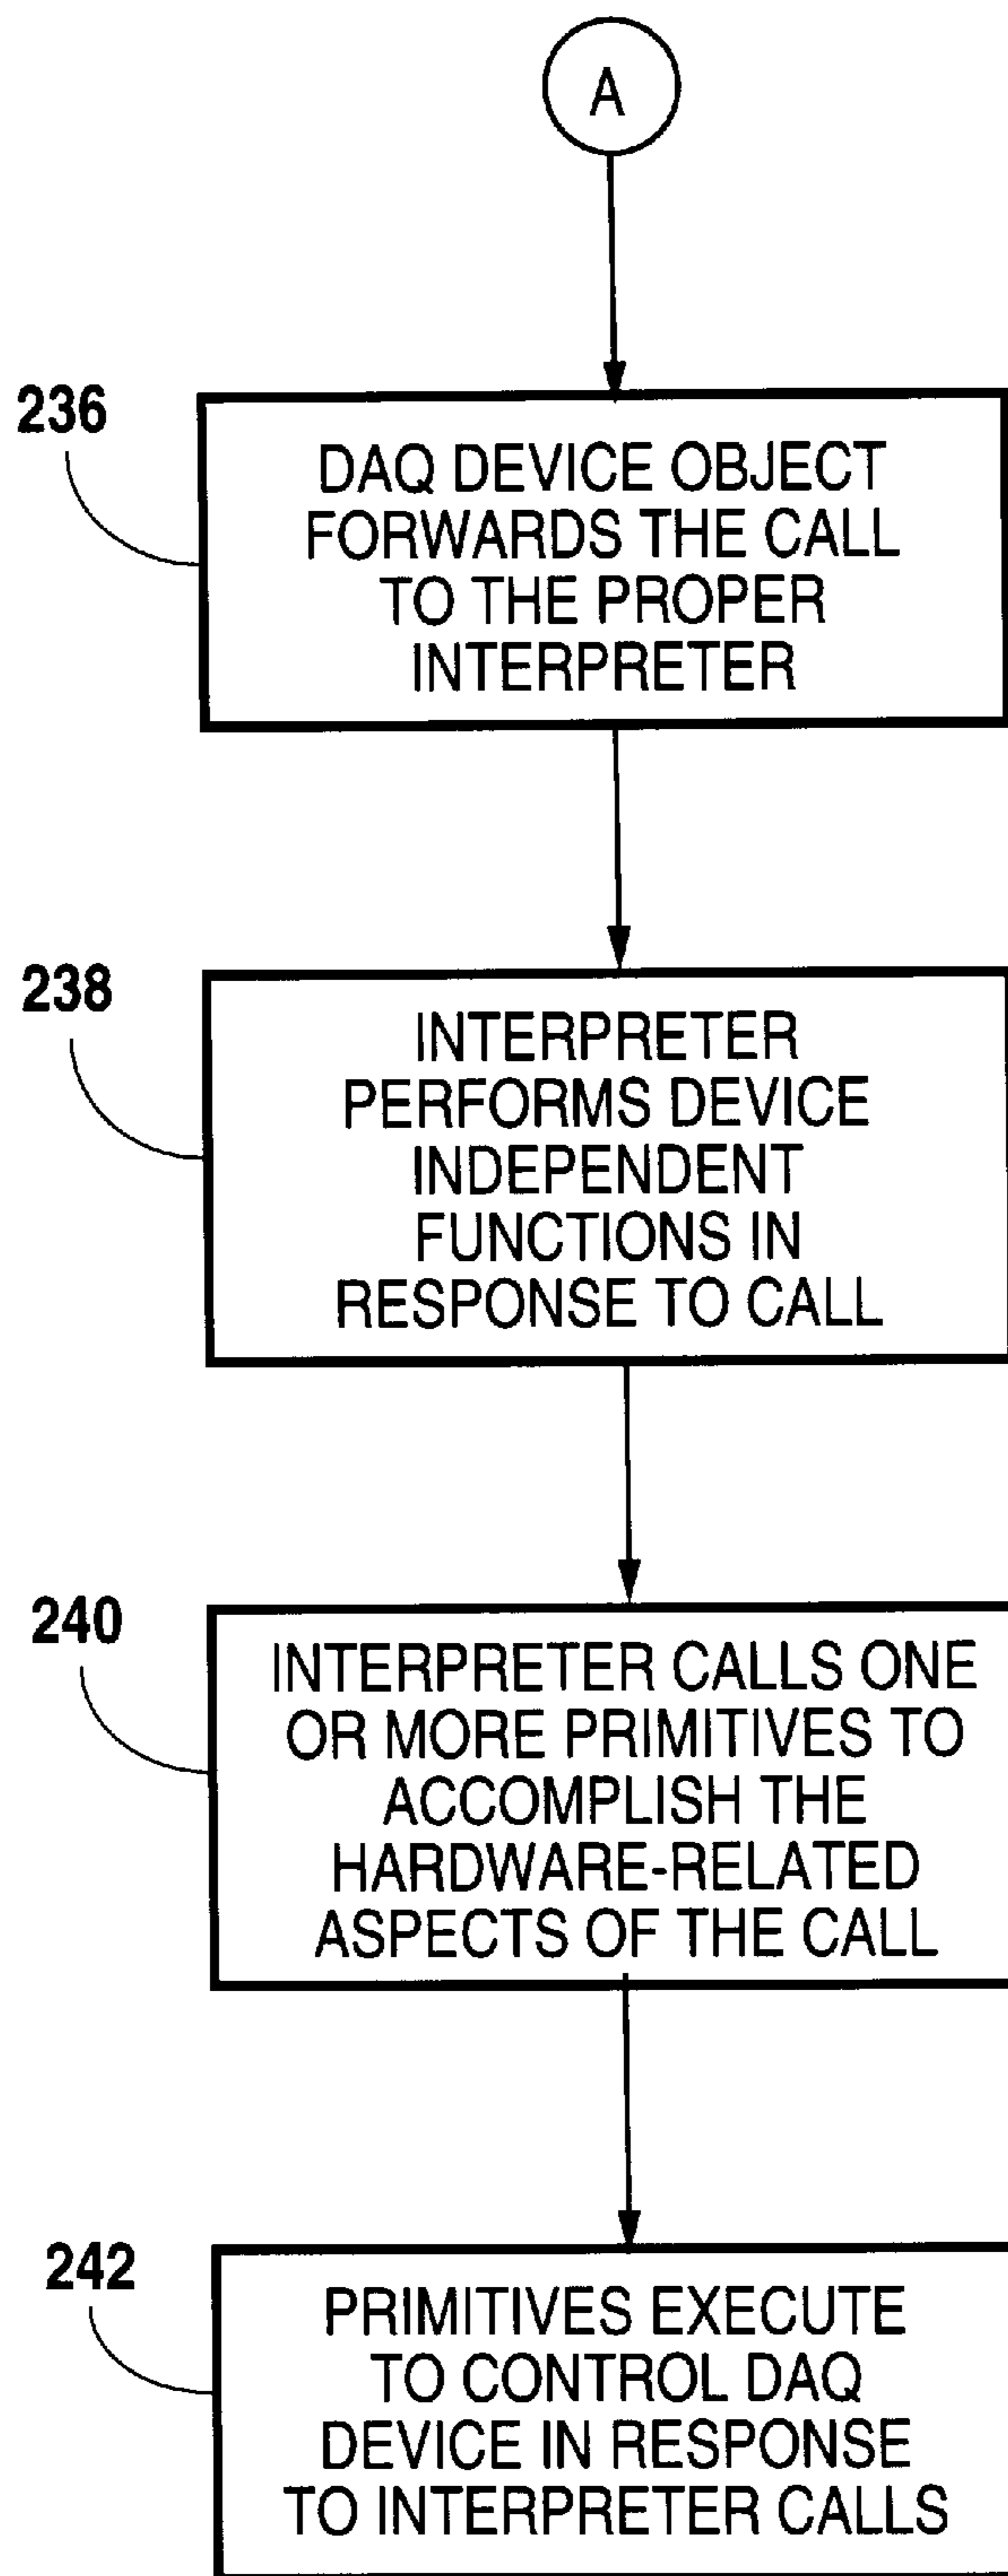 A
236
DAQ DEVICE OBJECT
FORWARDS THE CALL
TO THE PROPER
INTERPRETER
238
INTERPRETER
PERFORMS DEVICE
INDEPENDENT
FUNCTIONS IN
RESPONSE TO CALL
240
INTERPRETER CALLS ONE
OR MORE PRIMITIVES TO
ACCOMPLISH THE
HARDWARE-RELATED
ASPECTS OF THE CALL
242
PRIMITIVES EXECUTE
TO CONTROL DAQ
DEVICE IN RESPONSE
TO INTERPRETER CALLS